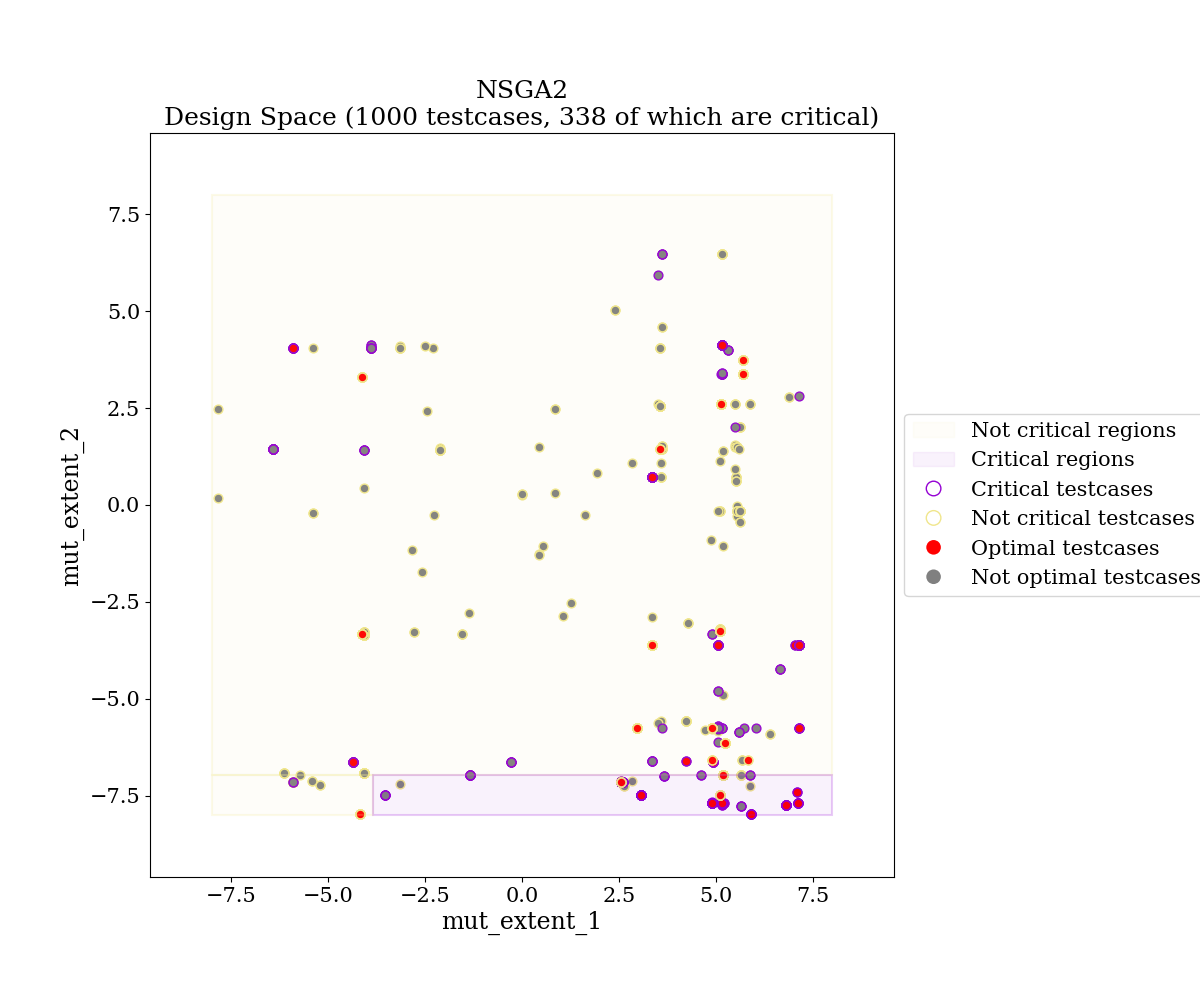 NSGA2
Design Space (1000 testcases, 338 of which are critical)
7.5
5.0
2.5
0.0
−2.5
−5.0
−7.5
mut_extent_2
−7.5
−5.0
−2.5
0.0
2.5
5.0
7.5
mut_extent_1
Not critical regions
Critical regions
Critical testcases
Not critical testcases
Optimal testcases
Not optimal testcases